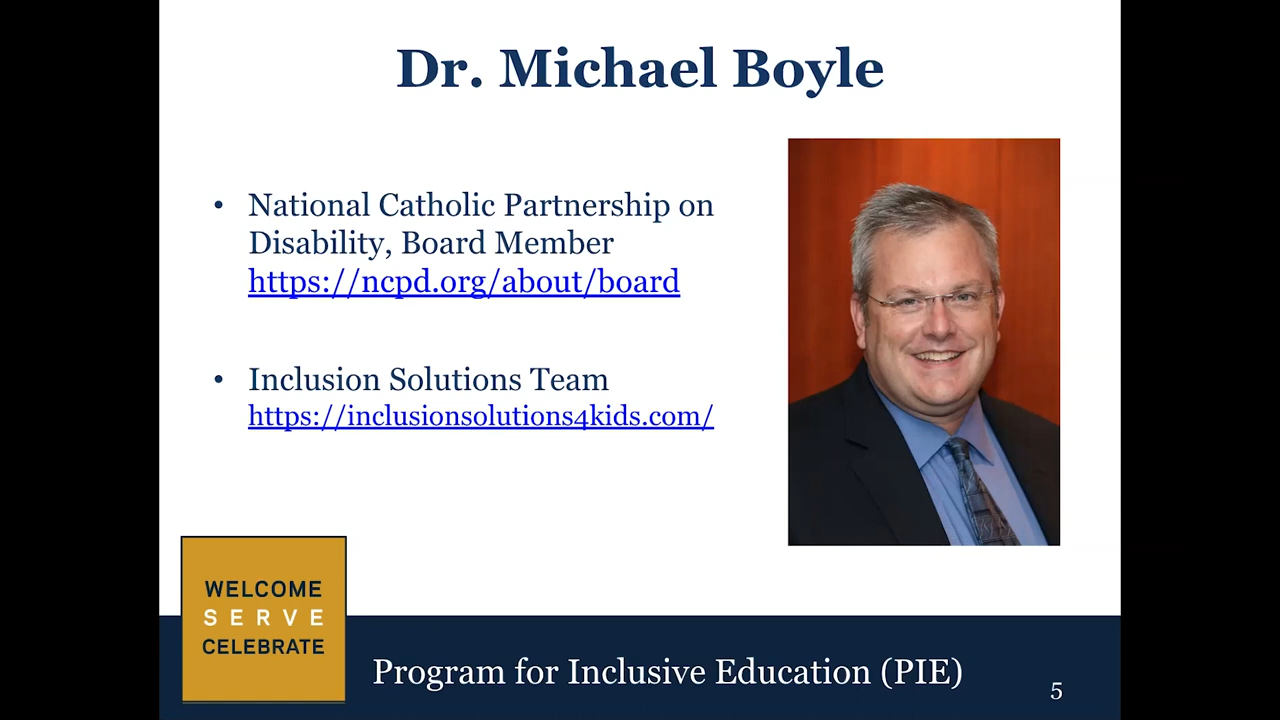 Dr. Michael Boyle
• National Catholic Partnership on
Disability, Board Member
https://ncpd.org/about/board
• Inclusion Solutions Team
https://inclusionsolutions4kids.com/
WELCOME
SERVE
CELEBRATE
Program for Inclusive Education (PIE)
5